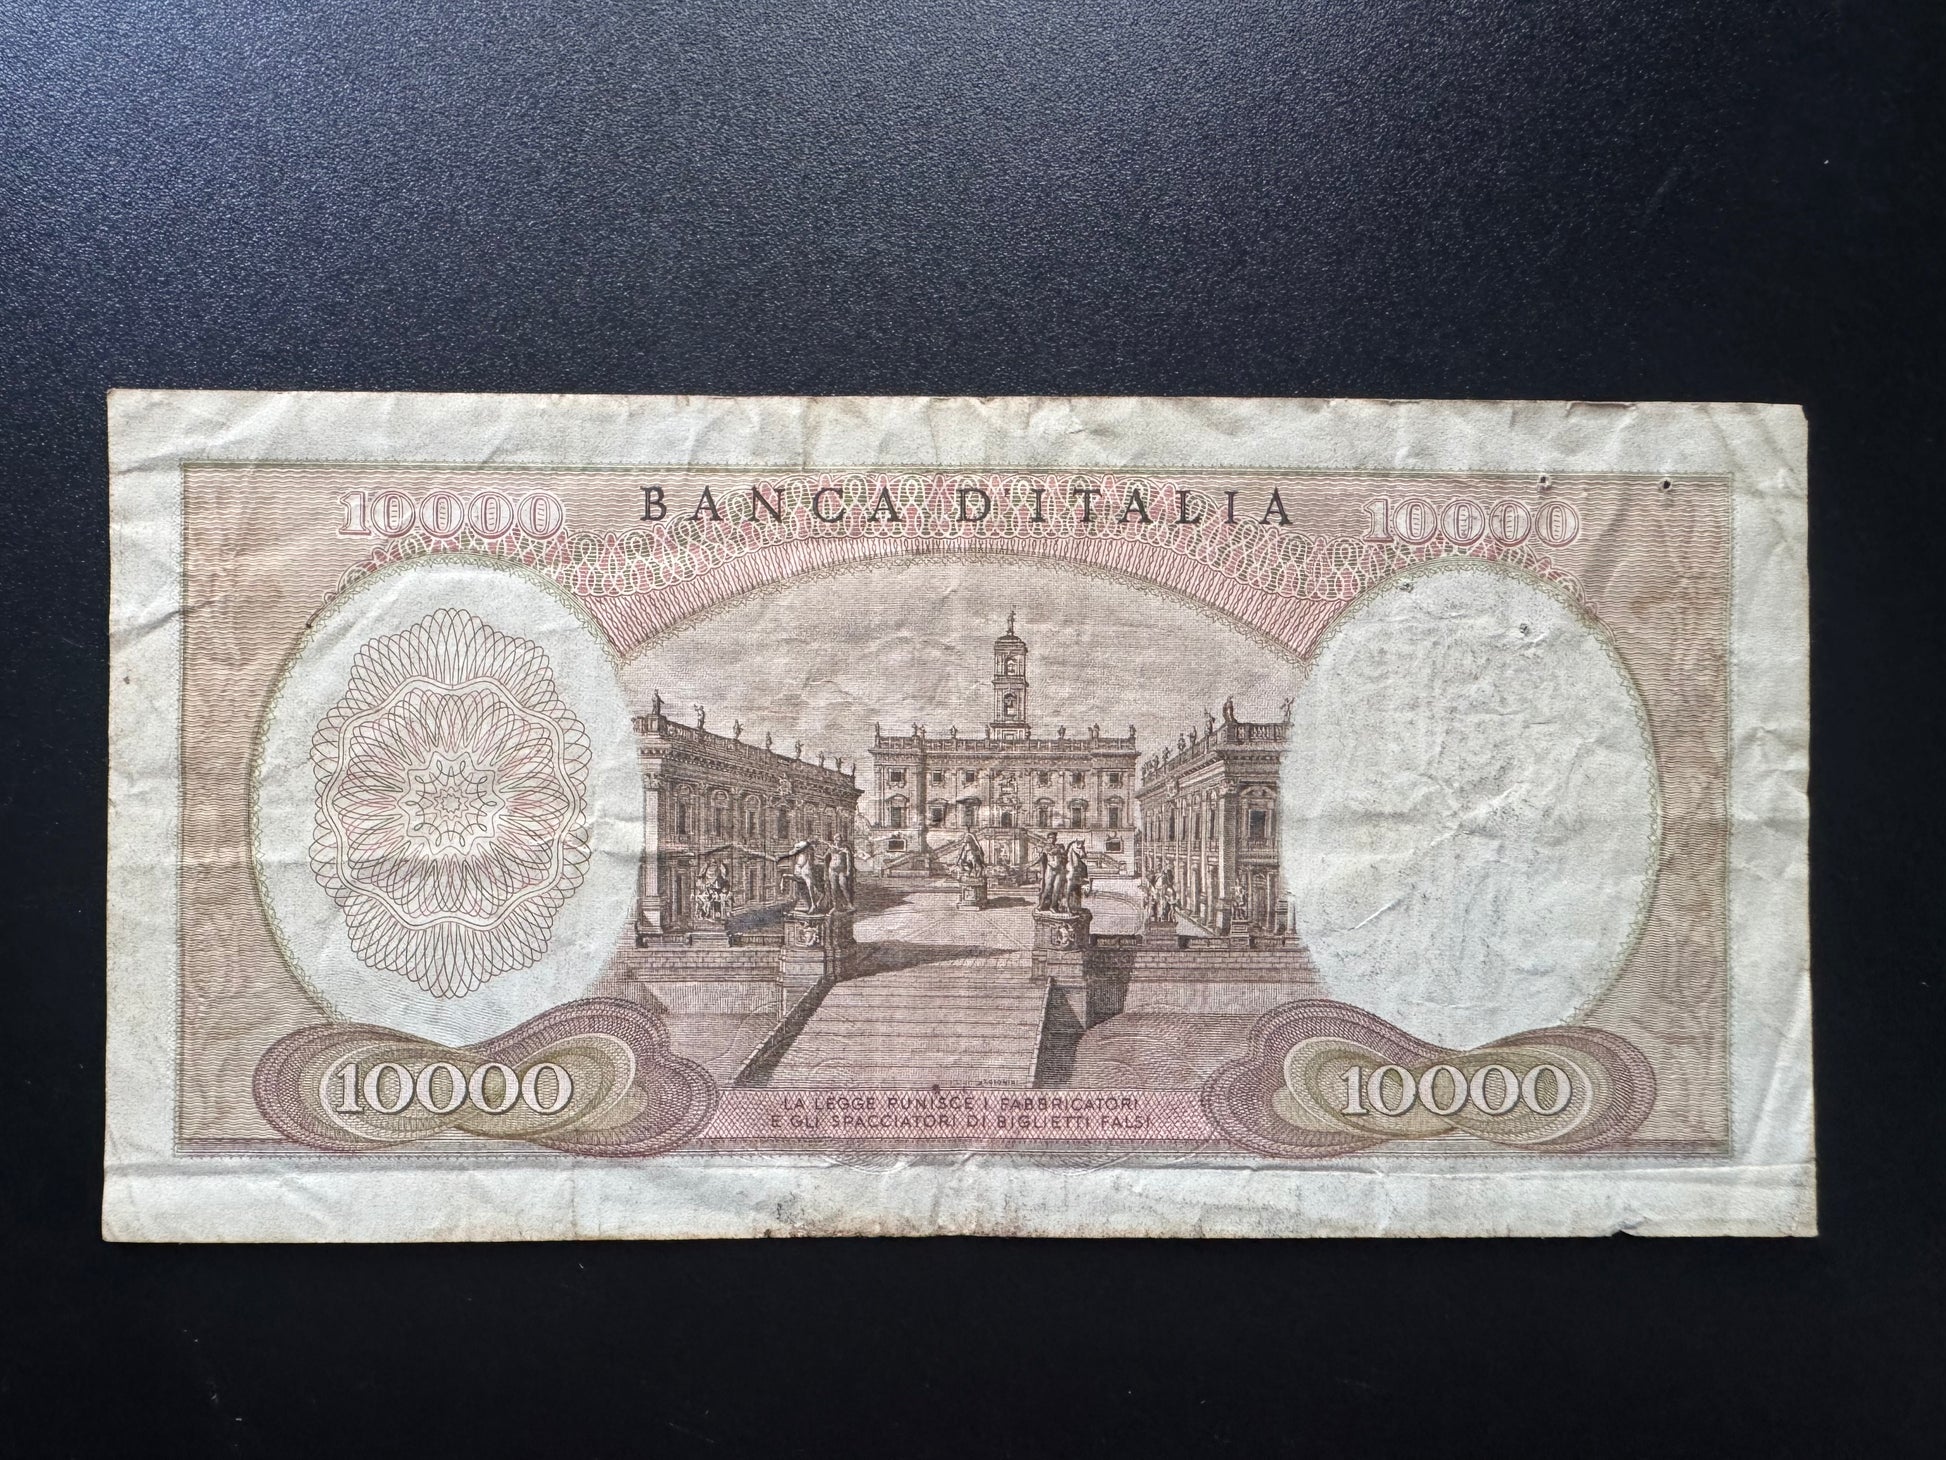 10000 BANCA D'ITALIA 10000
10000 10000
LA LEGGE PUNISCE I FABBRICATORI
E GLI SPACCIATORI DI BIGLIETTI FALSI